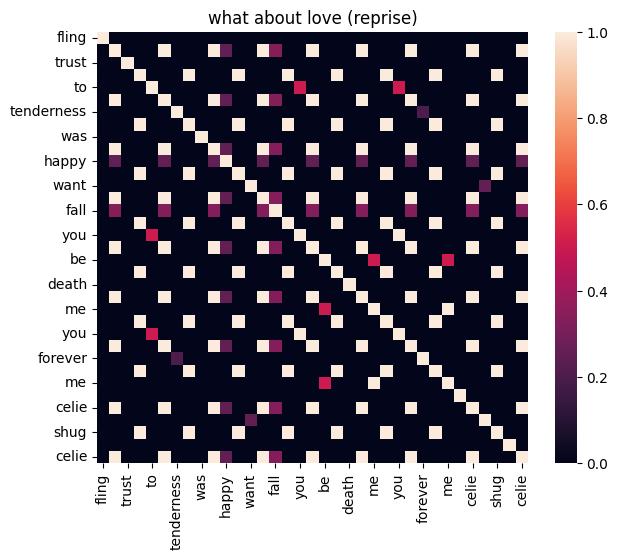 what about love (reprise)
fling
trust
to
tenderness
was
happy
want
fall
you
be
death
me
you
forever
me
celie
shug
celie
1.0
0.8
0.6
0.4
0.2
0.0
fling
trust
to
tenderness
was
happy
want
fall
you
be
death
me
you
forever
me
celie
shug
celie